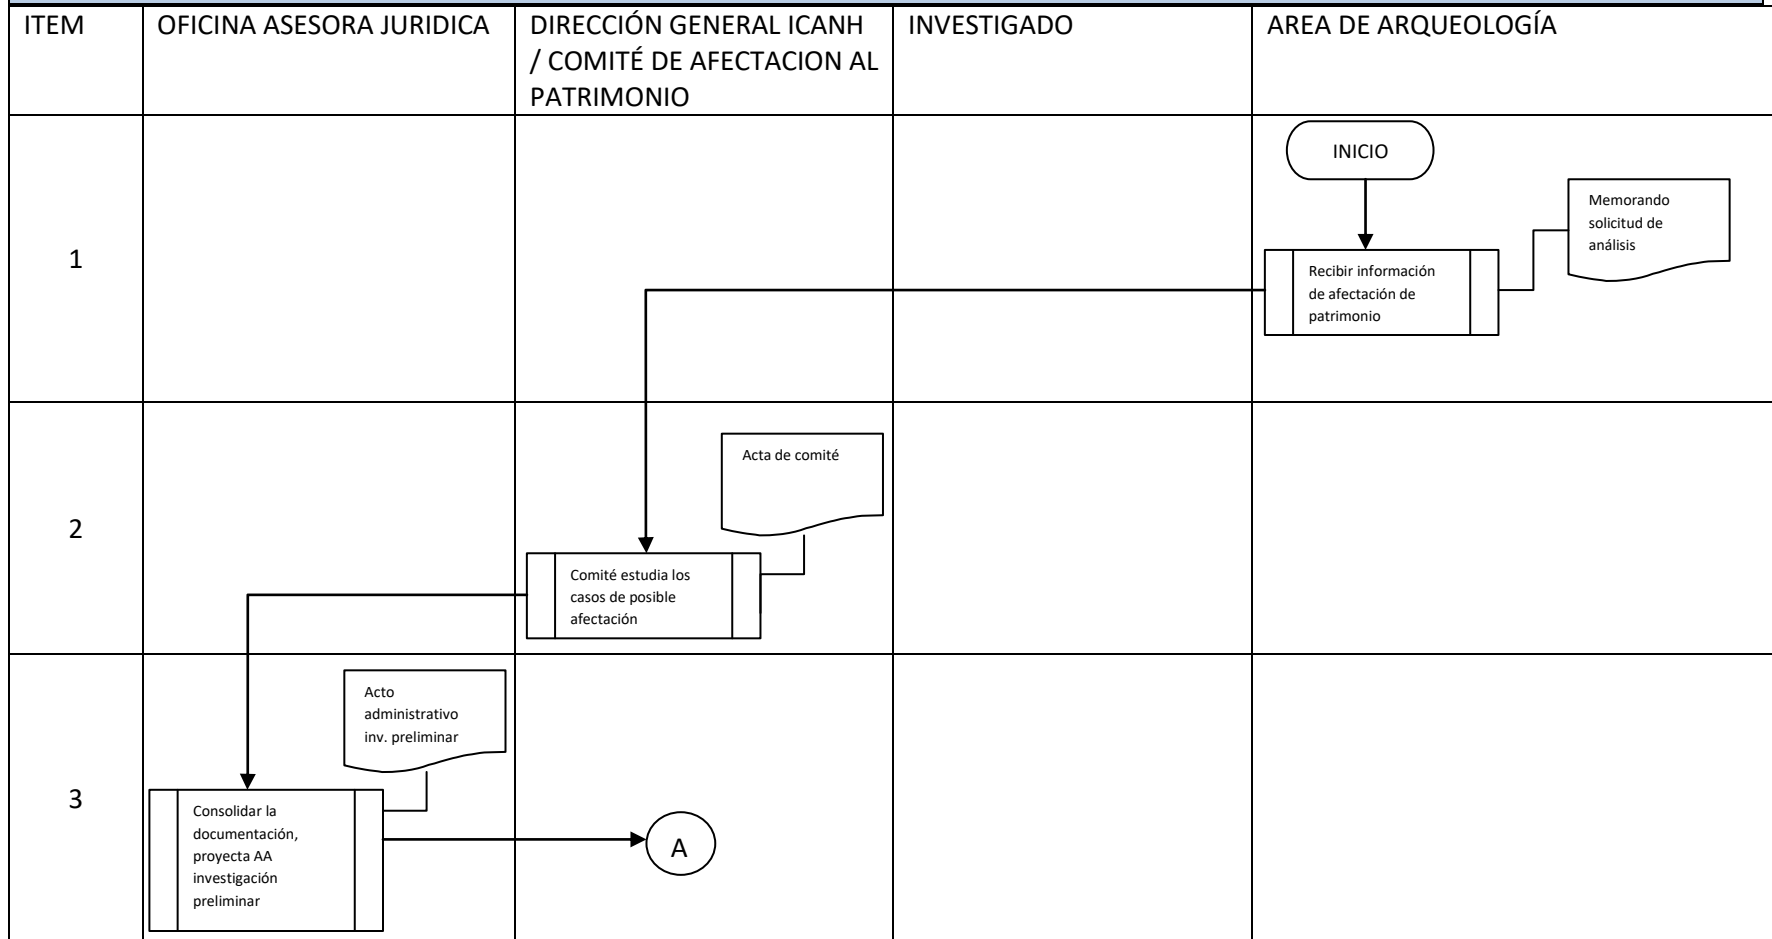 ITEM
OFICINA ASESORA JURIDICA
DIRECCIÓN GENERAL ICANH
/ COMITÉ DE AFECTACION AL
PATRIMONIO
INVESTIGADO
AREA DE ARQUEOLOGÍA
1
INICIO
Memorando
solicitud de
análisis
Recibir información
de afectación de
patrimonio
2
Acta de comité
Comité estudia los
casos de posible
afectación
3
Acto
administrativo
inv. preliminar
Consolidar la
documentación,
proyecta AA
investigación
preliminar
A